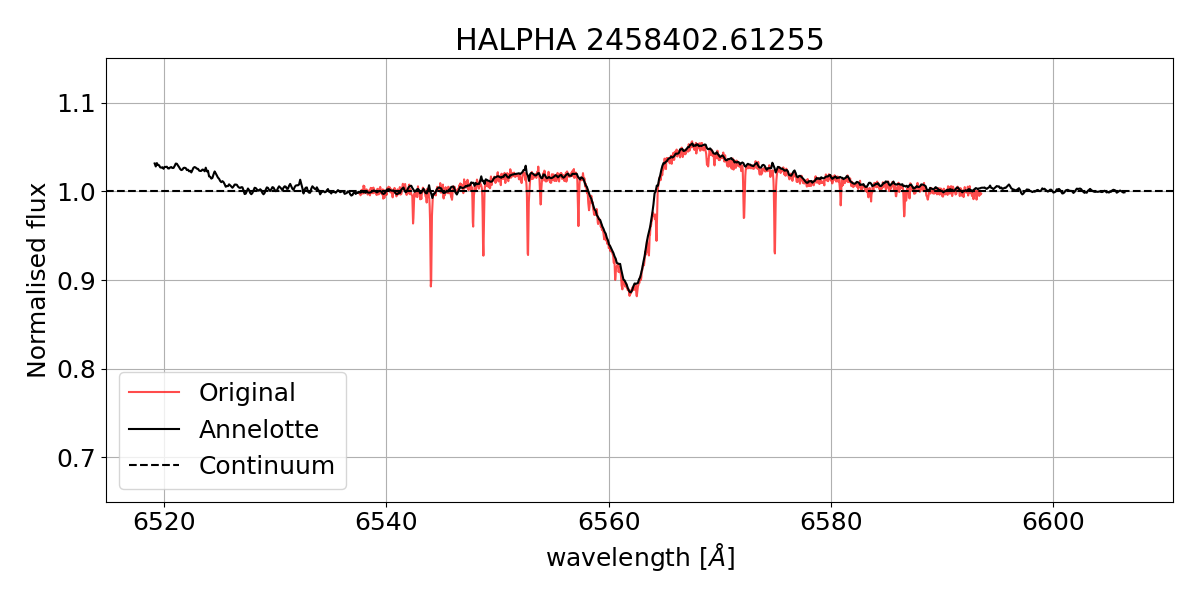 HALPHA 2458402.61255
Normalised flux
1.1
1.0
0.9
0.8
0.7
Original
Annelotte
Continuum
6520 6540 6560 6580 6600
wavelength [Å]